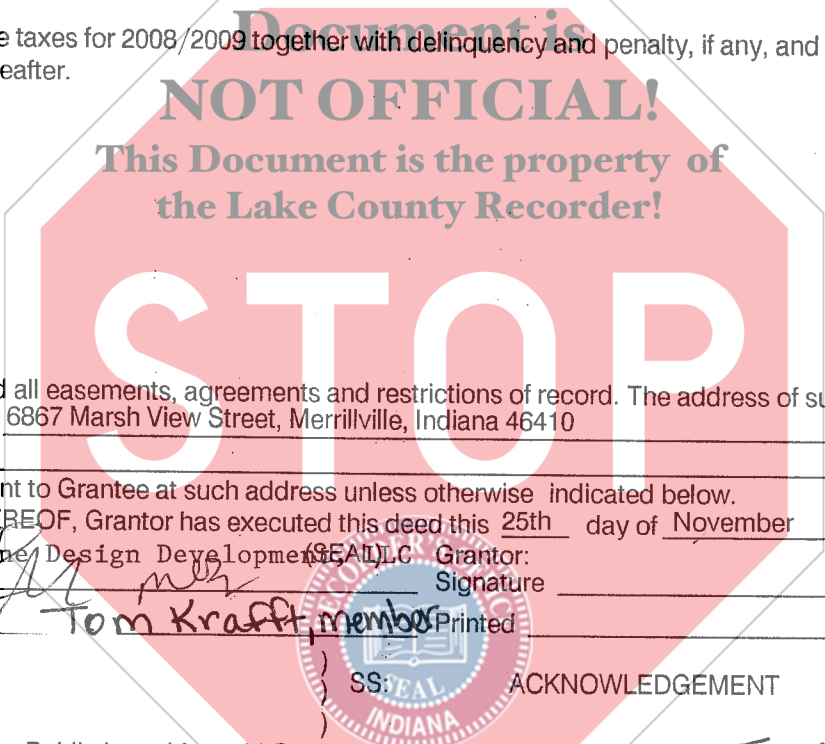 e taxes for 2008/2009 together with delinquency and penalty, if any, and
eafter.
Document is
NOT OFFICIAL!
This Document is the property of
the Lake County Recorder!
STOP
d all easements, agreements and restrictions of record. The address of su
6867 Marsh View Street, Merrillville, Indiana 46410
nt to Grantee at such address unless otherwise indicated below.
REOF, Grantor has executed this deed this 25th day of November
ne Design Development LLC (SEAL) Grantor:
Signature
Tom Krafft, member Printed
) SS: ACKNOWLEDGEMENT
)
)
SEAL
INDIANA